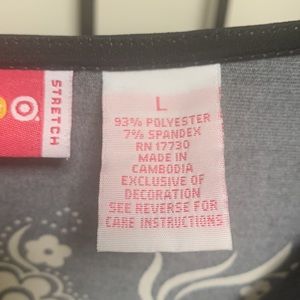 STRETCH
L
93% POLYESTER
7% SPANDEX
RN 17730
MADE IN
CAMBODIA
EXCLUSIVE OF
DECORATION
SEE REVERSE FOR
CARE INSTRUCTIONS